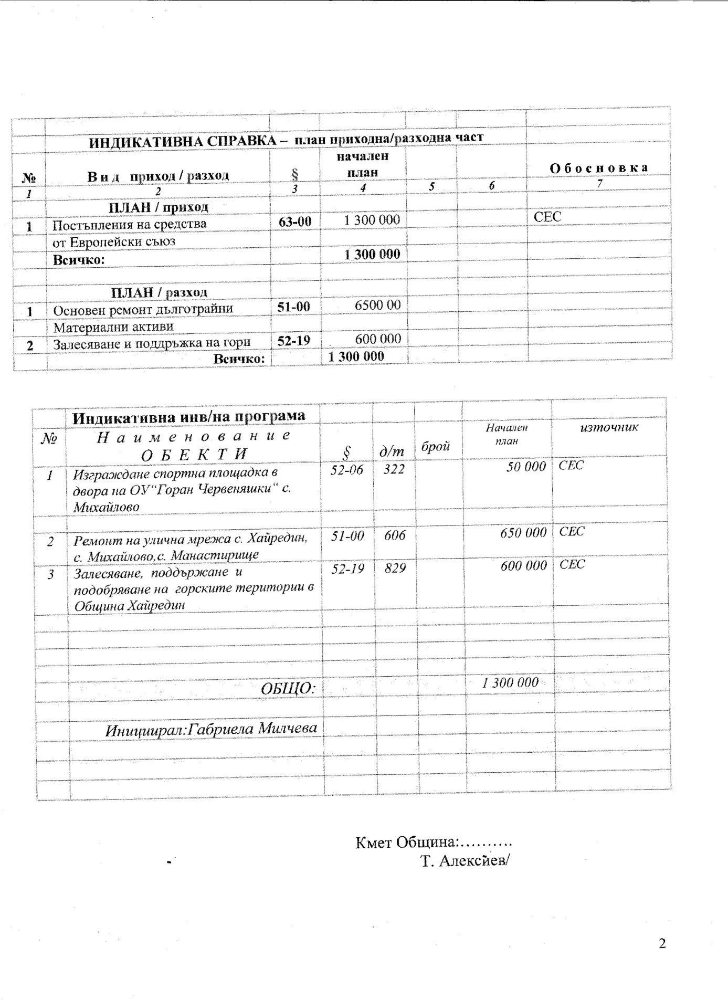 ИНДИКАТИВНА СПРАВКА – план приходна/разходна част
№ Вид приход / разход § начален план Обосновка
1 2 3 4 5 6 7
ПЛАН / приход
1 Постъпления на средства 63-00 1 300 000 СЕС
от Европейски съюз
Всичко: 1 300 000
ПЛАН / разход
1 Основен ремонт дълготрайни 51-00 6500 00
Материални активи
2 Залесяване и поддръжка на гори 52-19 600 000
Всичко: 1 300 000
Индикативна инв/на програма
№ Наименование § д/т брой Начален план източник
ОБЕКТИ
1 Изграждане спортна площадка в 52-06 322 50 000 СЕС
двора на ОУ“Горан Червеняшки“ с.
Михайлово
2 Ремонт на улична мрежа с. Хайредин, 51-00 606 650 000 СЕС
с. Михайлово,с. Манастирище
3 Залесяване, поддържане и 52-19 829 600 000 СЕС
подобряване на горските територии в
Община Хайредин
ОБЩО: 1 300 000
Инициирал:Габриела Милчева
Кмет Община:..........
Т. Алексиев/
2